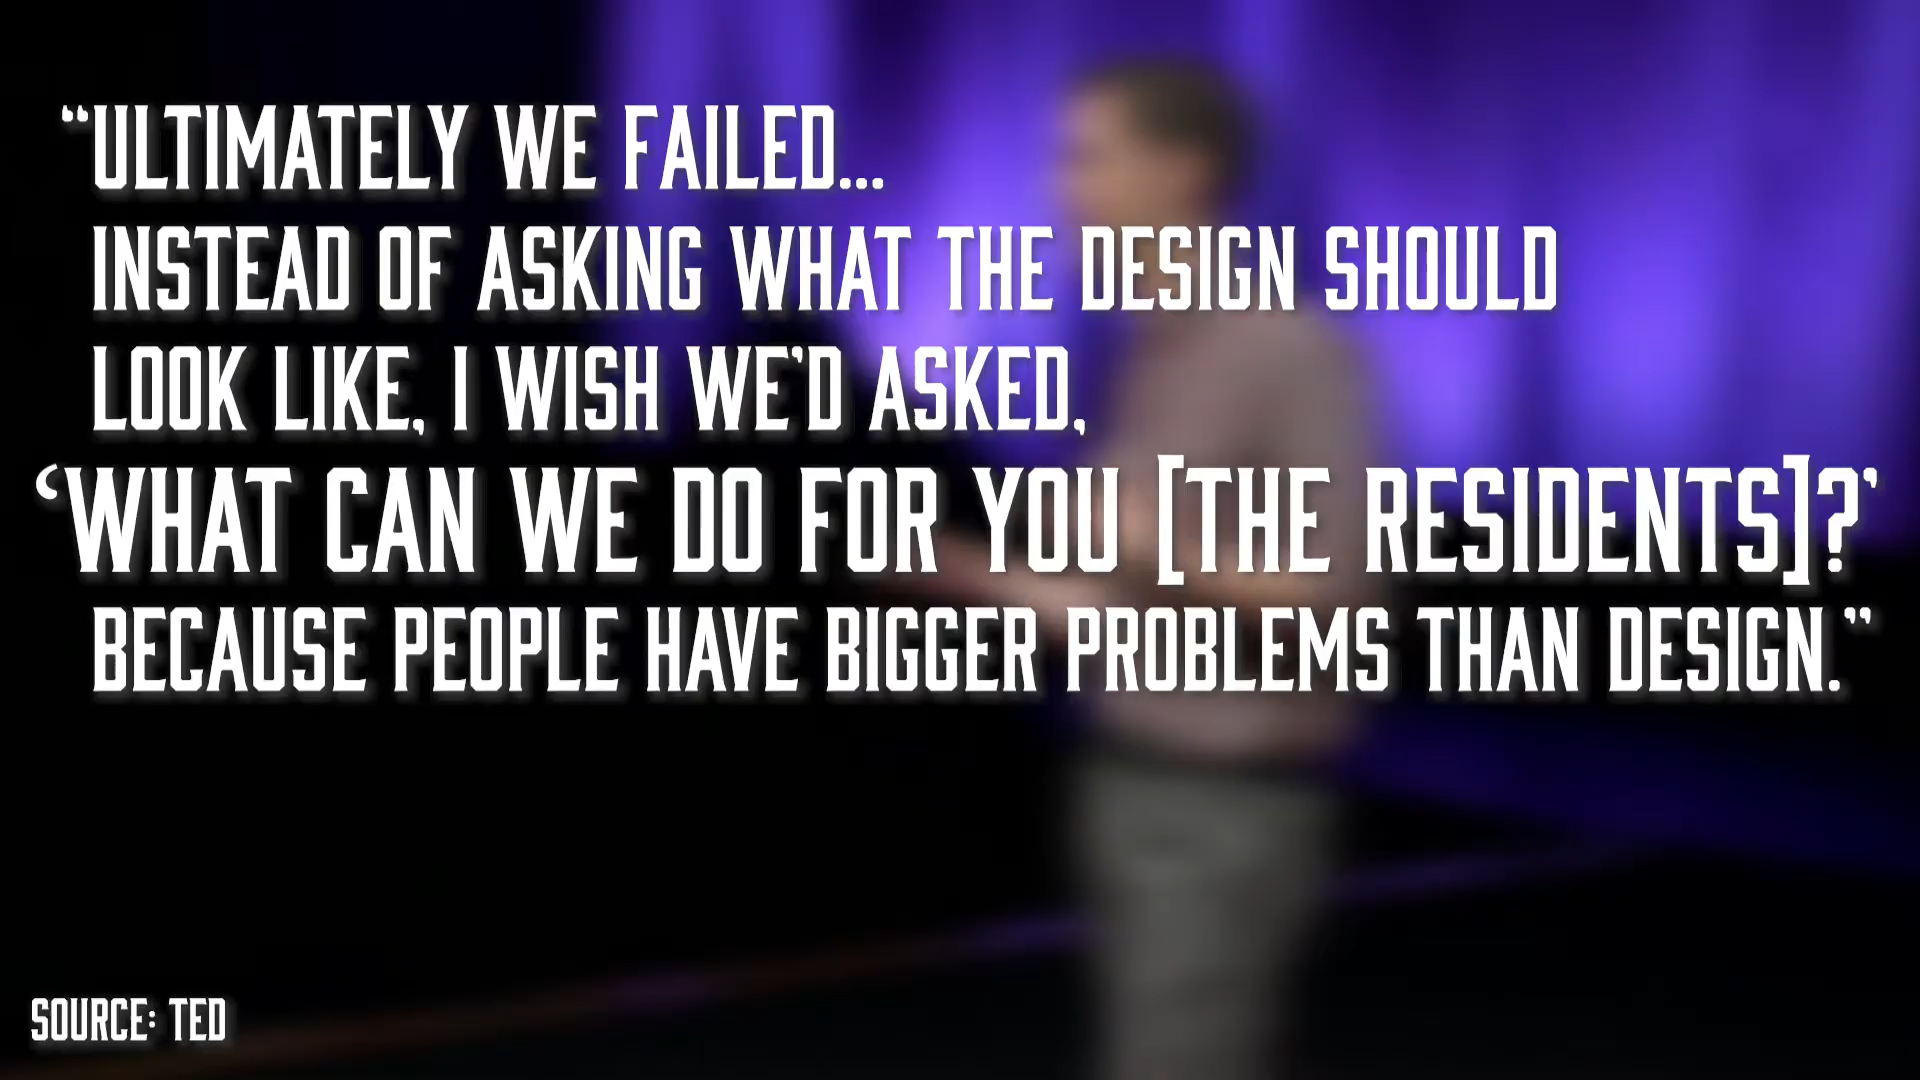 “ULTIMATELY WE FAILED...
INSTEAD OF ASKING WHAT THE DESIGN SHOULD
LOOK LIKE, I WISH WE’D ASKED,
‘WHAT CAN WE DO FOR YOU [THE RESIDENTS]?’
BECAUSE PEOPLE HAVE BIGGER PROBLEMS THAN DESIGN.”
SOURCE: TED